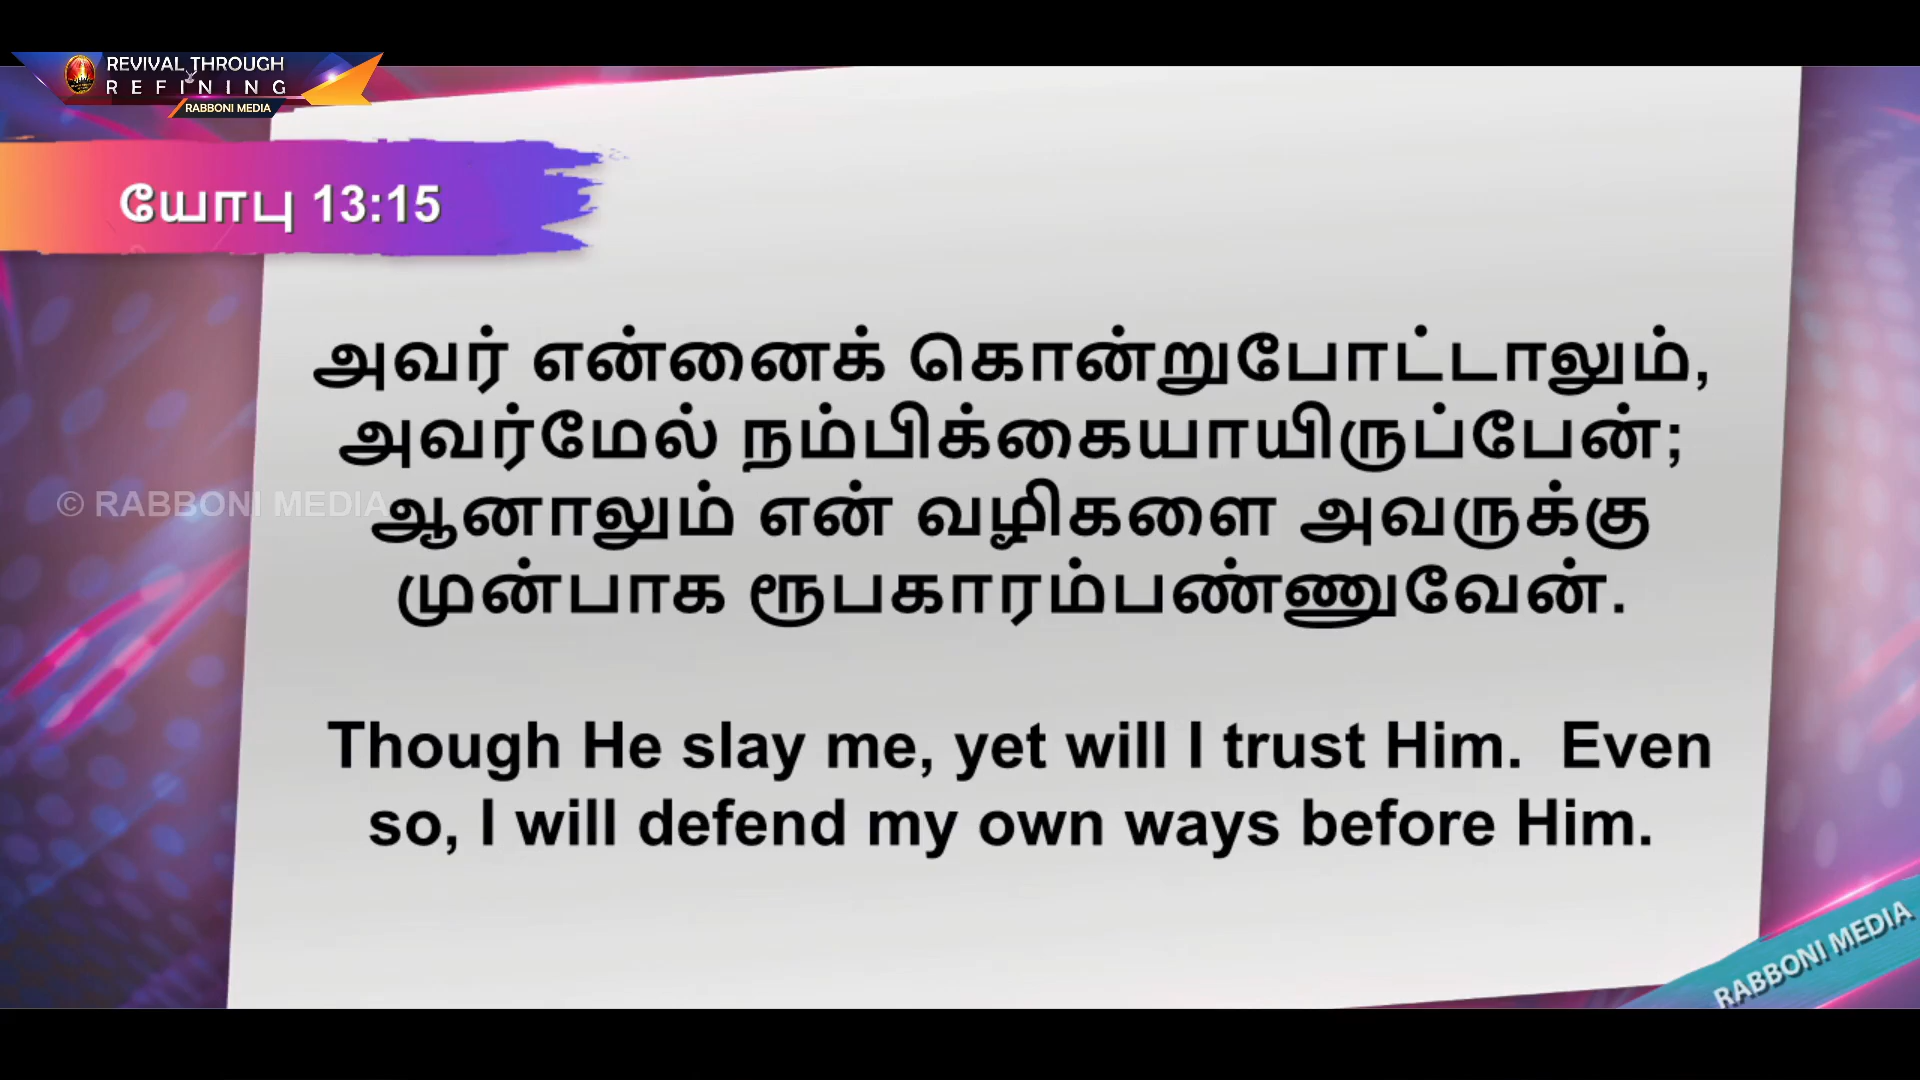 REVIVAL THROUGH
REFINING
RABBONI MEDIA
யோபு 13:15
அவர் என்னைக் கொன்றுபோட்டாலும்,
அவர்மேல் நம்பிக்கையாயிருப்பேன்;
© RABBONI MEDIA
ஆனாலும் என் வழிகளை அவருக்கு
முன்பாக ரூபகாரம்பண்ணுவேன்.
Though He slay me, yet will I trust Him.  Even
so, I will defend my own ways before Him.
RABBONI MEDIA